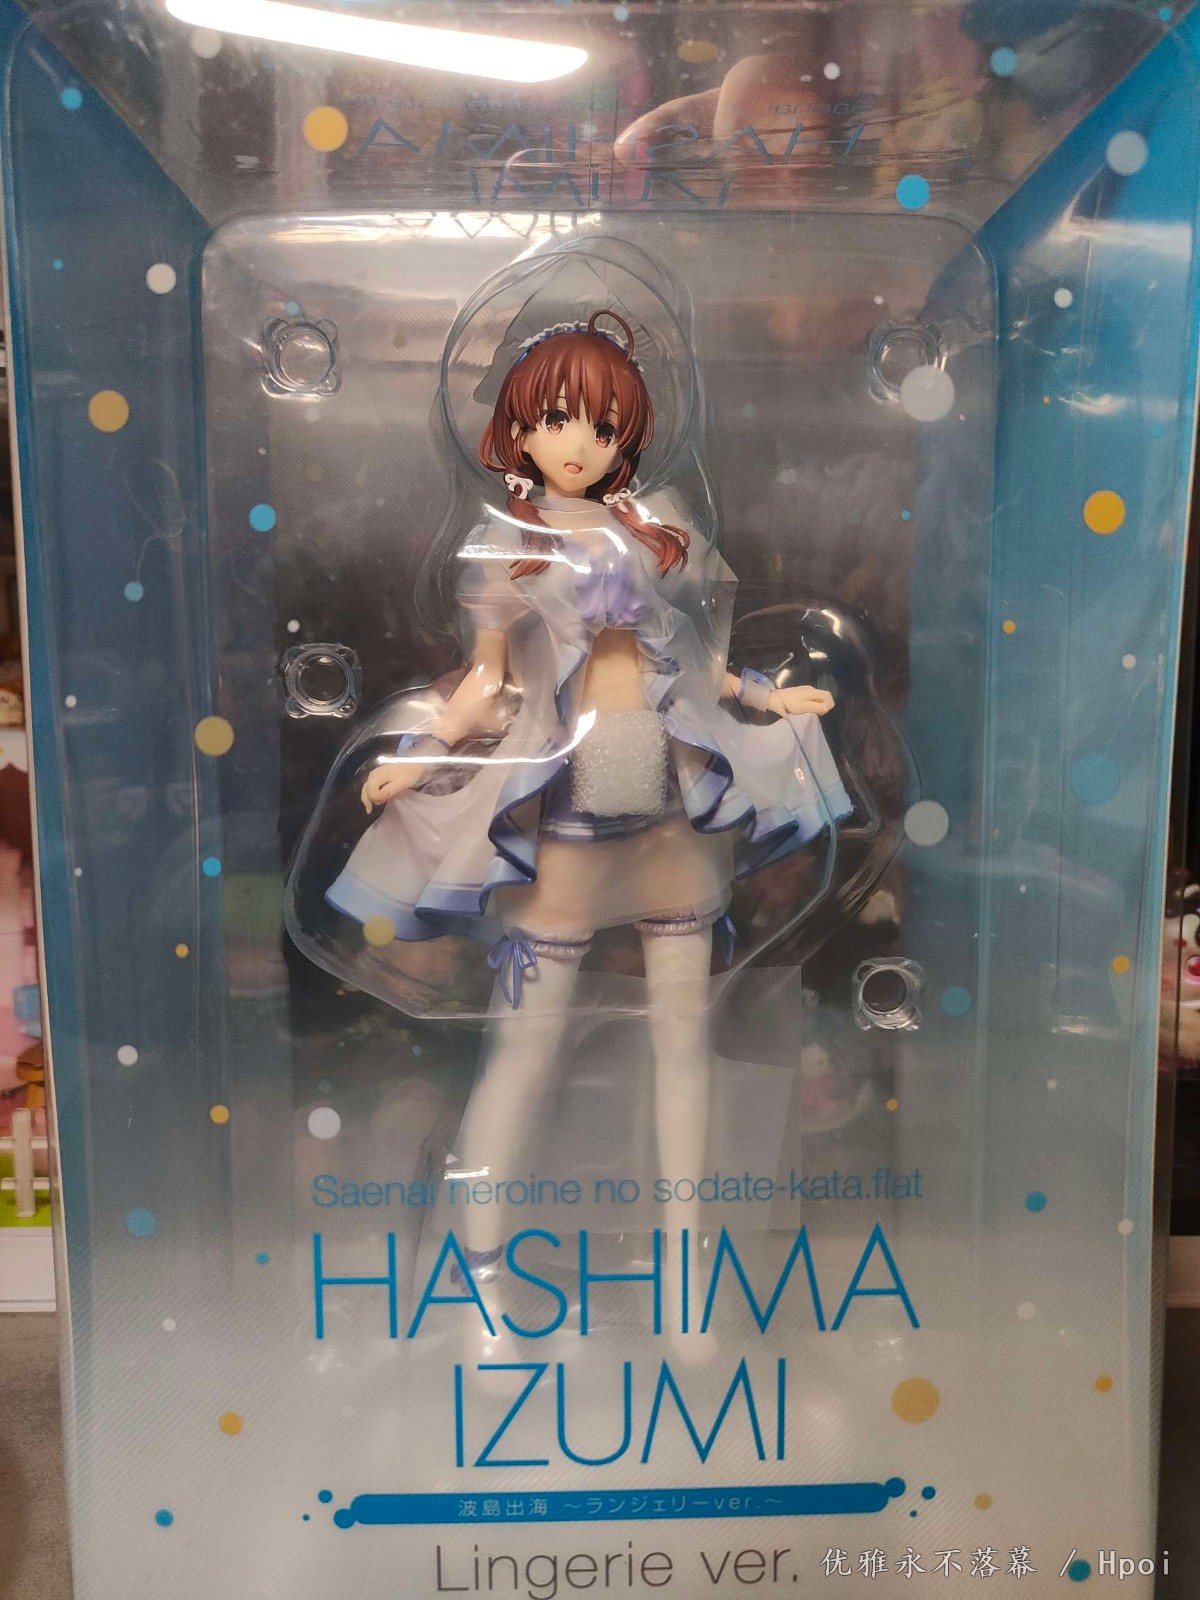 Saenai heroine no sodate-kata.flat
HASHIMA
IZUMI
波島出海 ～ランジェリーver.～
Lingerie ver.
优雅永不落幕 / Hpoi